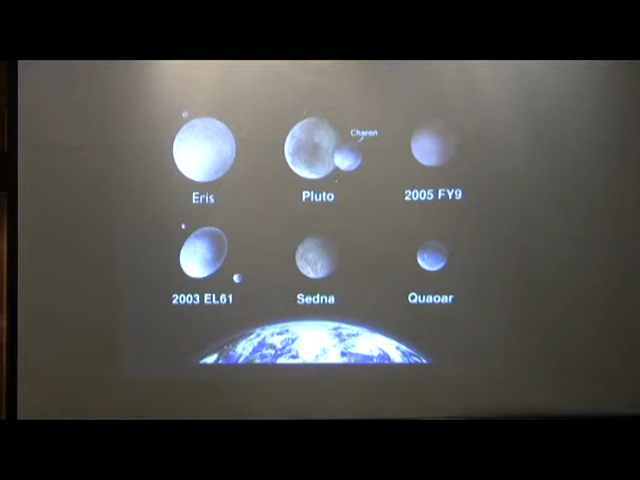 Charon
Eris
Pluto
2005 FY9
2003 EL61
Sedna
Quaoar